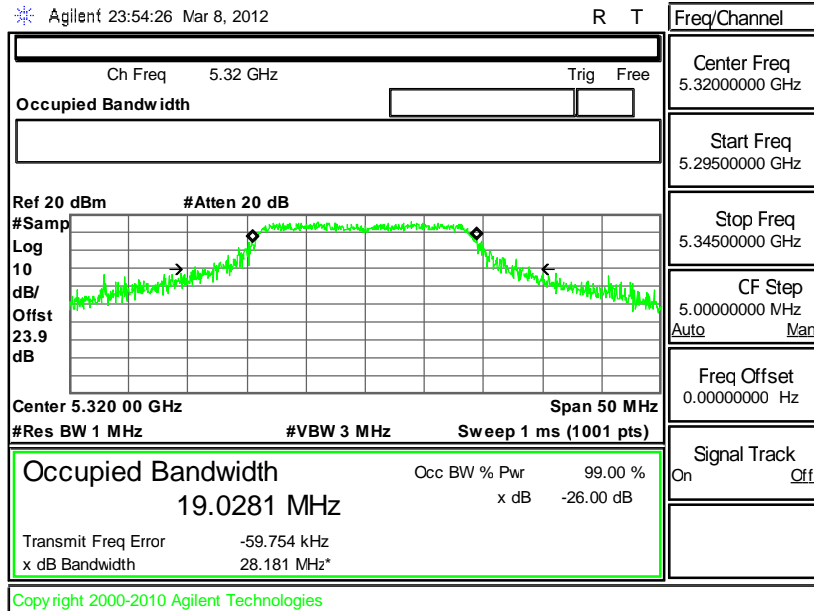 Agilent 23:54:26 Mar 8, 2012 R T
Freq/Channel
Ch Freq 5.32 GHz Trig Free
Occupied Bandwidth
Center Freq
5.32000000 GHz
Start Freq
5.29500000 GHz
Stop Freq
5.34500000 GHz
CF Step
5.00000000 MHz
Auto Man
Freq Offset
0.00000000 Hz
Signal Track
On Off
Ref 20 dBm #Atten 20 dB
#Samp
Log
10
dB/
Offst
23.9
dB
Center 5.320 00 GHz Span 50 MHz
#Res BW 1 MHz #VBW 3 MHz Sweep 1 ms (1001 pts)
Occupied Bandwidth
19.0281 MHz
Occ BW % Pwr 99.00 %
x dB -26.00 dB
Transmit Freq Error -59.754 kHz
x dB Bandwidth 28.181 MHz*
Copyright 2000-2010 Agilent Technologies